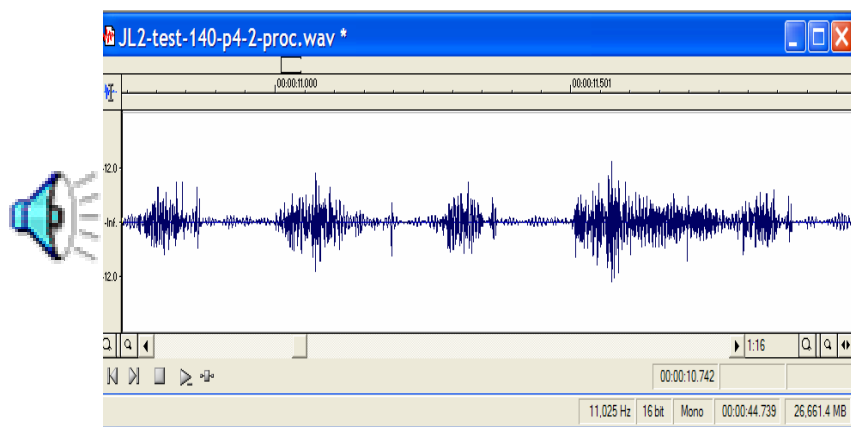 JL2-test-140-p4-2-proc.wav *
00:00:11.000 00:00:11.501
-12.0
-Inf.
-12.0
1:16
00:00:10.742
11,025 Hz 16 bit Mono 00:00:44.739 26,661.4 MB